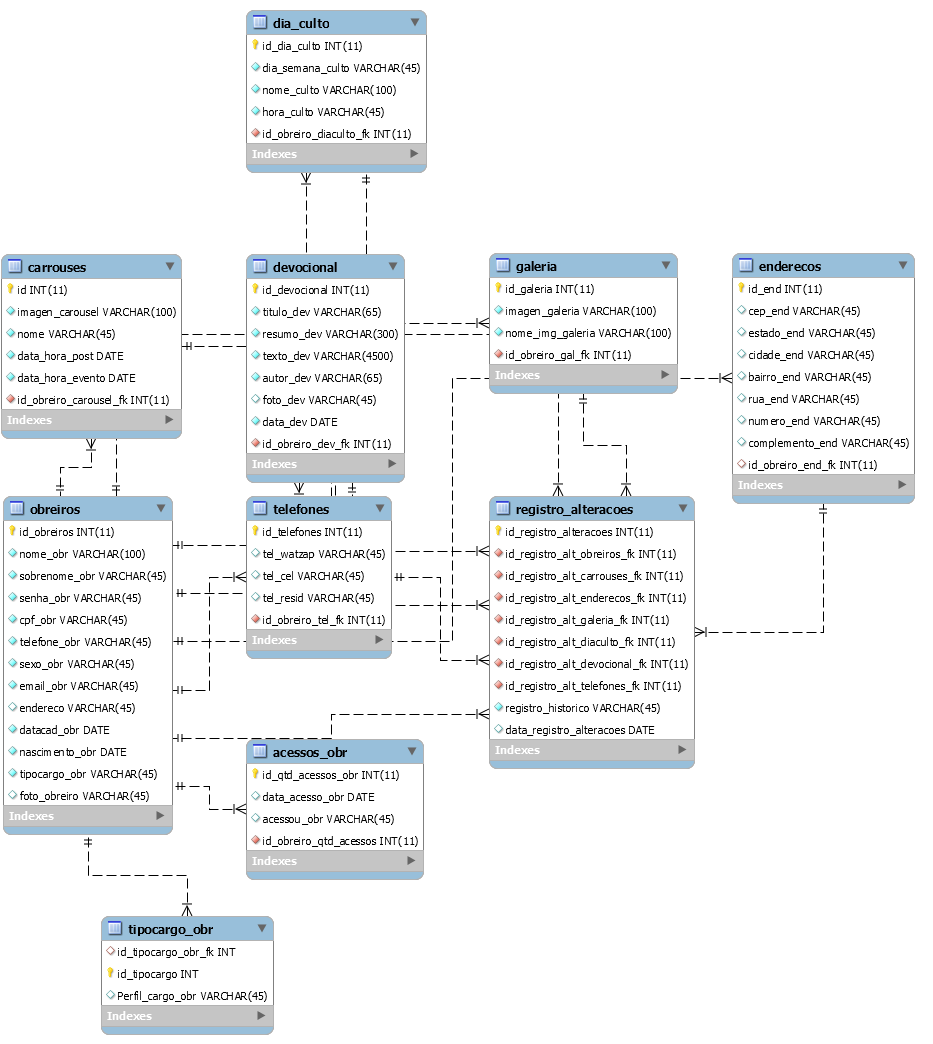 dia_culto
id_dia_culto INT(11)
dia_semana_culto VARCHAR(45)
nome_culto VARCHAR(100)
hora_culto VARCHAR(45)
id_obreiro_diaculto_fk INT(11)
Indexes
carrouses
id INT(11)
imagen_carousel VARCHAR(100)
nome VARCHAR(45)
data_hora_post DATE
data_hora_evento DATE
id_obreiro_carousel_fk INT(11)
Indexes
devocional
id_devocional INT(11)
titulo_dev VARCHAR(65)
resumo_dev VARCHAR(300)
texto_dev VARCHAR(4500)
autor_dev VARCHAR(65)
foto_dev VARCHAR(45)
data_dev DATE
id_obreiro_dev_fk INT(11)
Indexes
galeria
id_galeria INT(11)
imagem_galeria VARCHAR(100)
nome_img_galeria VARCHAR(100)
id_obreiro_gal_fk INT(11)
Indexes
enderecos
id_end INT(11)
cep_end VARCHAR(45)
estado_end VARCHAR(45)
cidade_end VARCHAR(45)
bairro_end VARCHAR(45)
rua_end VARCHAR(45)
numero_end VARCHAR(45)
complemento_end VARCHAR(45)
id_obreiro_end_fk INT(11)
Indexes
obreiros
id_obreiros INT(11)
nome_obr VARCHAR(100)
sobrenome_obr VARCHAR(45)
senha_obr VARCHAR(45)
cpf_obr VARCHAR(45)
telefone_obr VARCHAR(45)
sexo_obr VARCHAR(45)
email_obr VARCHAR(45)
endereco VARCHAR(45)
datacad_obr DATE
nascimento_obr DATE
tipocargo_obr VARCHAR(45)
foto_obreiro VARCHAR(45)
Indexes
telefones
id_telefones INT(11)
tel_watzap VARCHAR(45)
tel_cel VARCHAR(45)
tel_resid VARCHAR(45)
id_obreiro_tel_fk INT(11)
Indexes
registro_alteracoes
id_registro_alteracoes INT(11)
id_registro_alt_obreiros_fk INT(11)
id_registro_alt_carrouses_fk INT(11)
id_registro_alt_enderecos_fk INT(11)
id_registro_alt_galeria_fk INT(11)
id_registro_alt_diaculto_fk INT(11)
id_registro_alt_devocional_fk INT(11)
id_registro_alt_telefones_fk INT(11)
registro_historico VARCHAR(45)
data_registro_alteracoes DATE
Indexes
acessos_obr
id_qtd_acessos_obr INT(11)
data_acesso_obr DATE
acessou_obr VARCHAR(45)
id_obreiro_qtd_acessos INT(11)
Indexes
tipocargo_obr
id_tipocargo_obr_fk INT
id_tipocargo INT
Perfil_cargo_obr VARCHAR(45)
Indexes